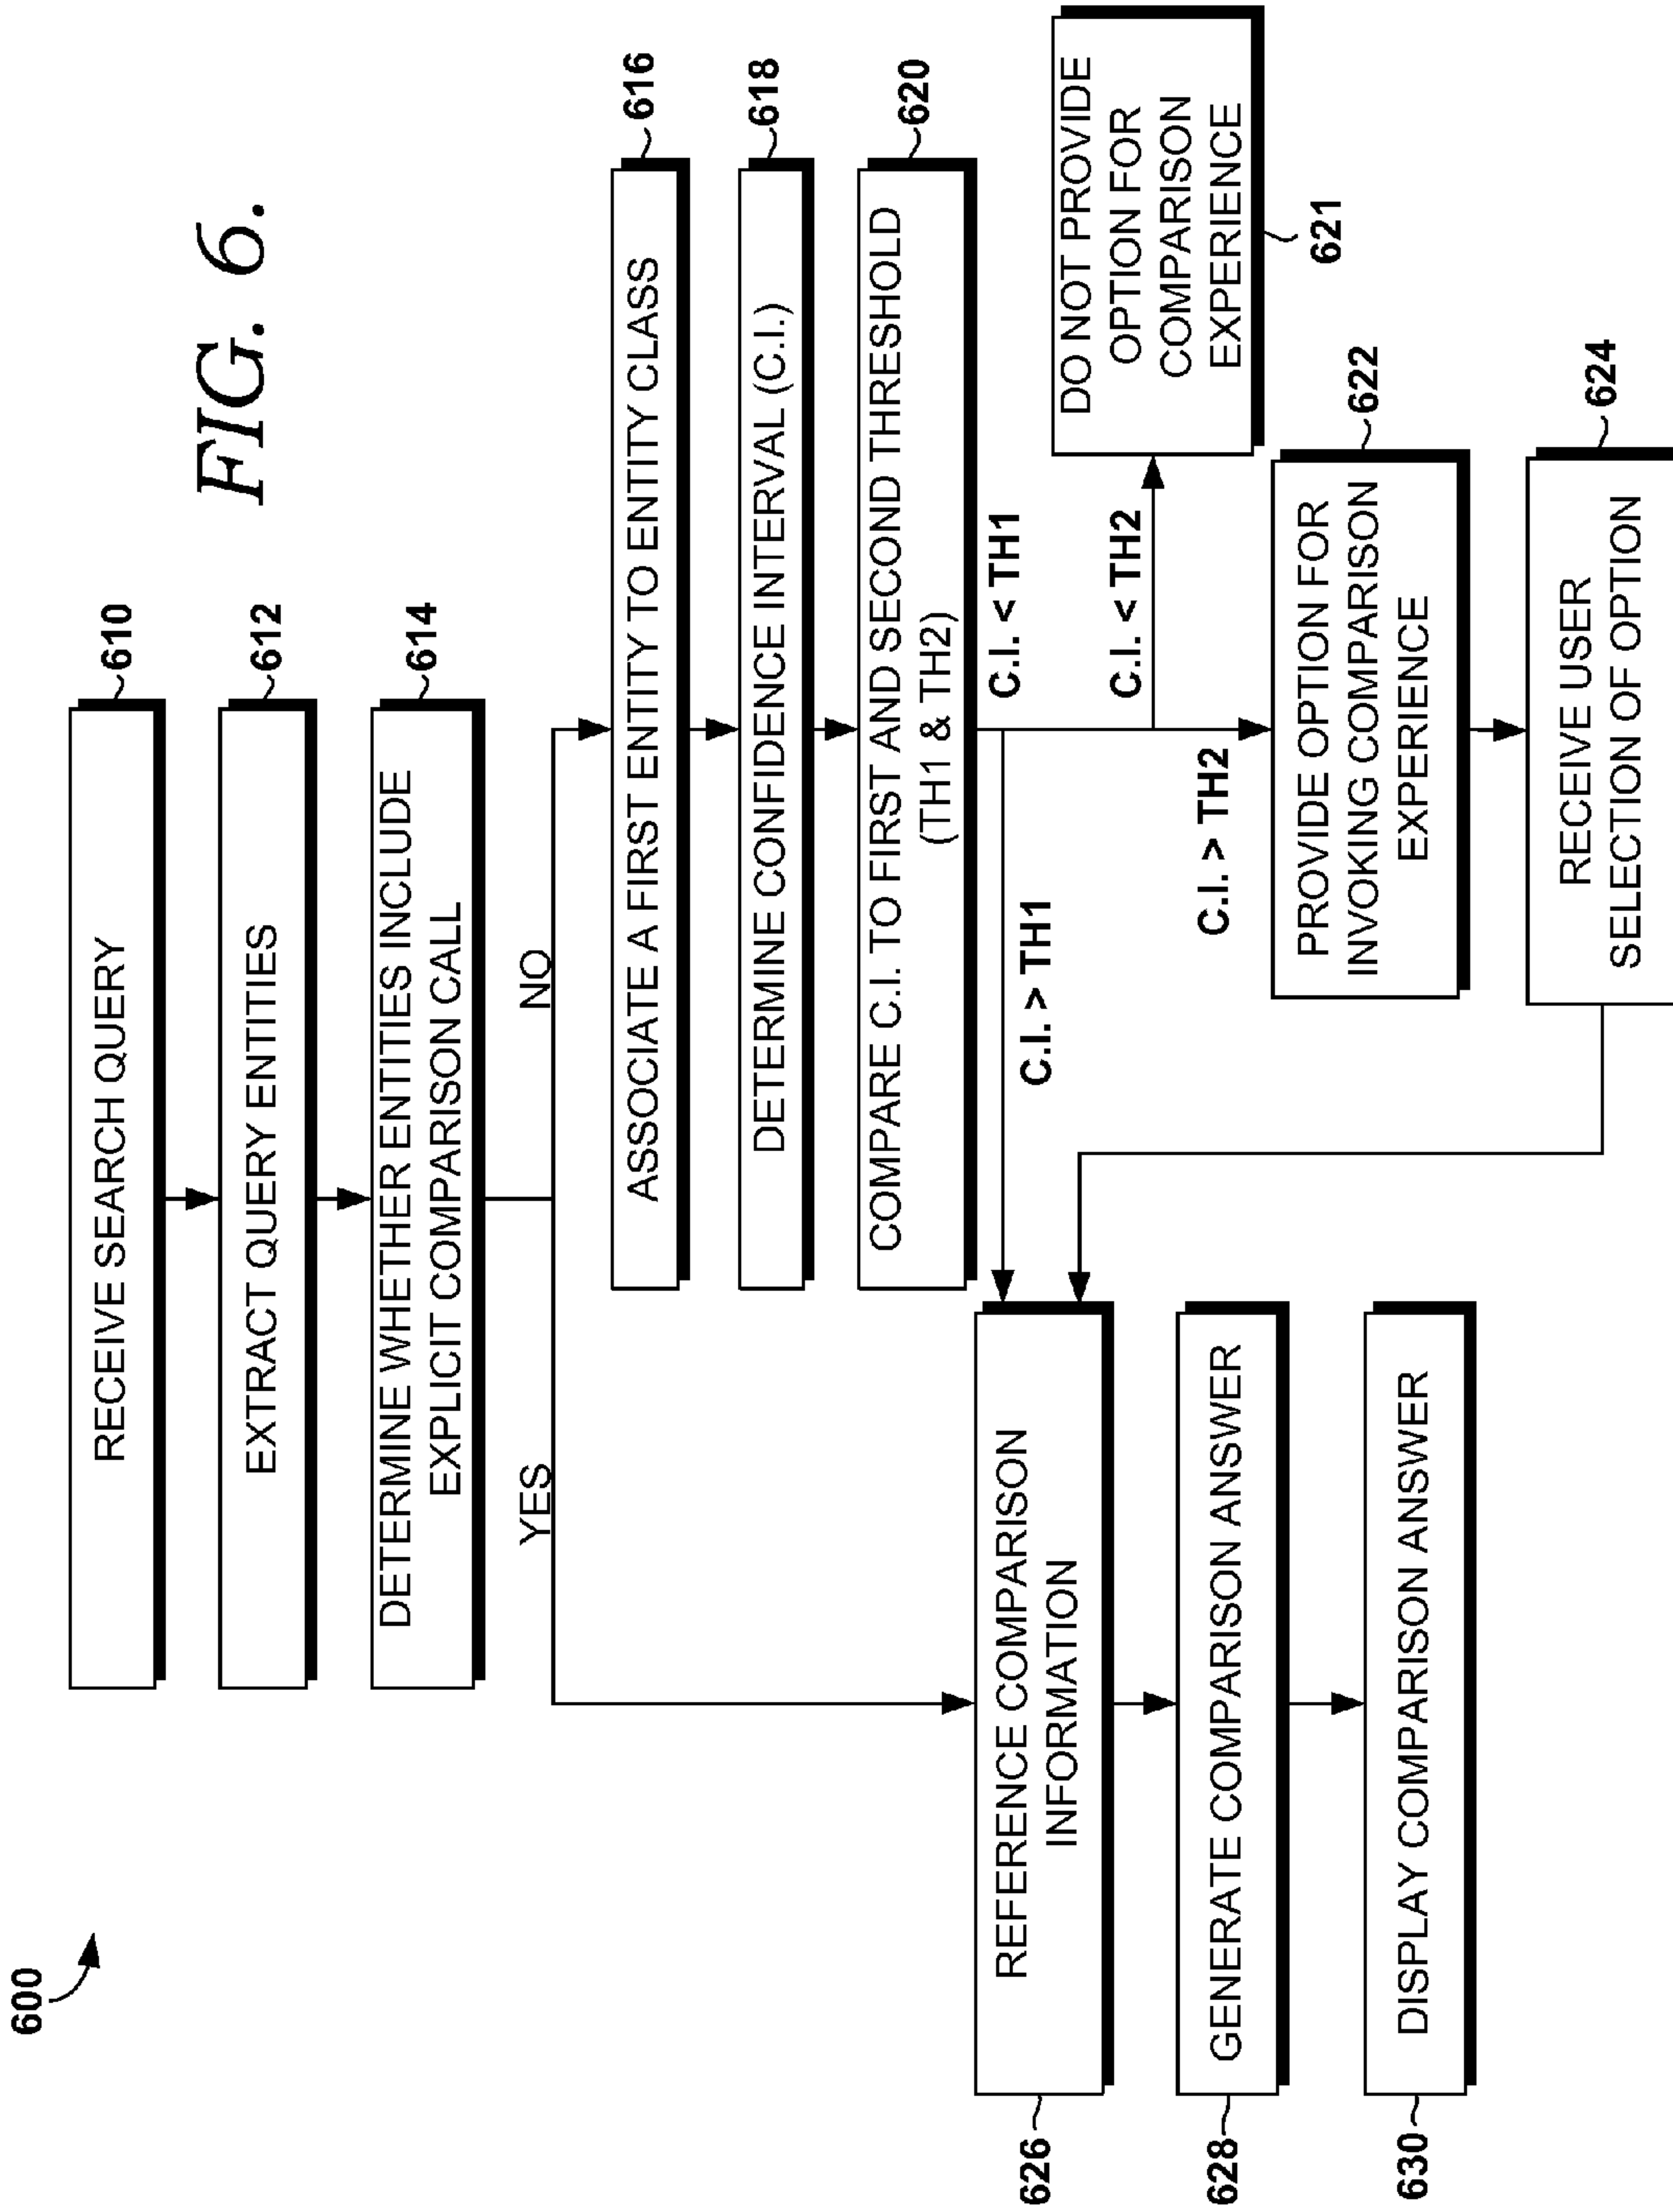 600
FIG. 6.
RECEIVE SEARCH QUERY
610
EXTRACT QUERY ENTITIES
612
DETERMINE WHETHER ENTITIES INCLUDE
EXPLICIT COMPARISON CALL
614
YES
NO
ASSOCIATE A FIRST ENTITY TO ENTITY CLASS
616
DETERMINE CONFIDENCE INTERVAL (C.I.)
618
COMPARE C.I. TO FIRST AND SECOND THRESHOLD
(TH1 & TH2)
620
C.I. > TH1
C.I. < TH1
C.I. < TH2
DO NOT PROVIDE
OPTION FOR
COMPARISON
EXPERIENCE
621
C.I. > TH2
PROVIDE OPTION FOR
INVOKING COMPARISON
EXPERIENCE
622
RECEIVE USER
SELECTION OF OPTION
624
REFERENCE COMPARISON
INFORMATION
626
GENERATE COMPARISON ANSWER
628
DISPLAY COMPARISON ANSWER
630